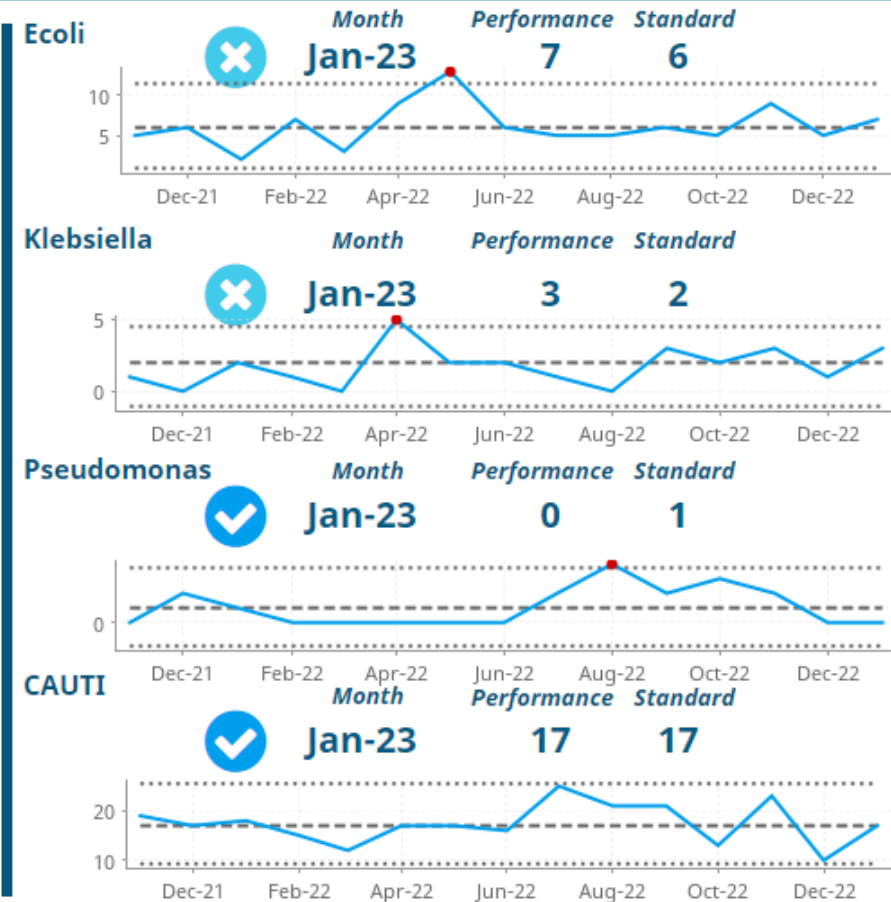 Ecoli
Month Performance Standard
Jan-23 7 6
10
5
Dec-21 Feb-22 Apr-22 Jun-22 Aug-22 Oct-22 Dec-22
Klebsiella
Month Performance Standard
Jan-23 3 2
5
0
Dec-21 Feb-22 Apr-22 Jun-22 Aug-22 Oct-22 Dec-22
Pseudomonas
Month Performance Standard
Jan-23 0 1
0
Dec-21 Feb-22 Apr-22 Jun-22 Aug-22 Oct-22 Dec-22
CAUTI
Month Performance Standard
Jan-23 17 17
20
10
Dec-21 Feb-22 Apr-22 Jun-22 Aug-22 Oct-22 Dec-22